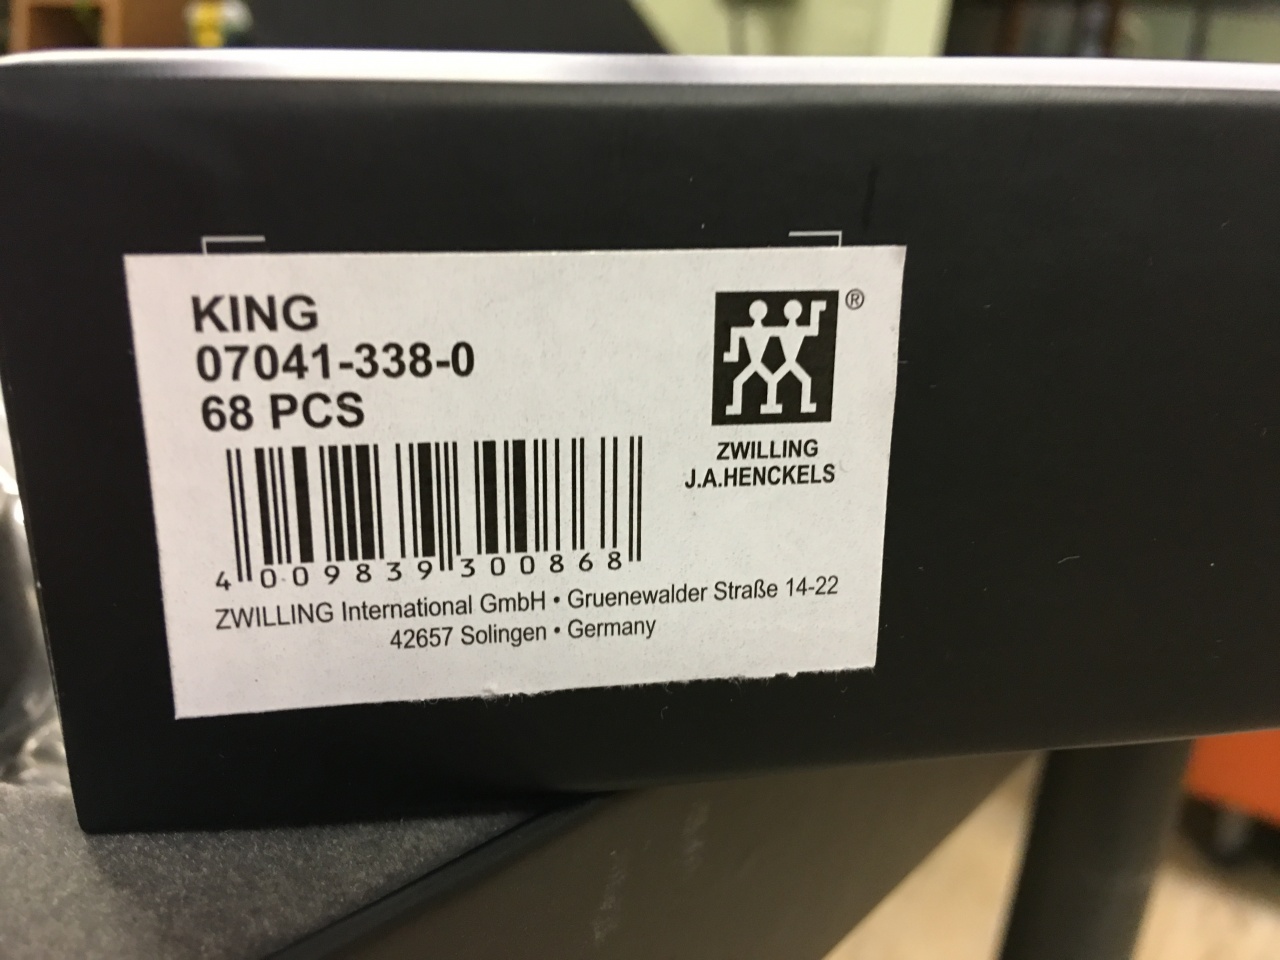 KING
07041-338-0
68 PCS
®
ZWILLING
J.A.HENCKELS
4 009839 300868
ZWILLING International GmbH • Gruenewalder Straße 14-22
42657 Solingen • Germany